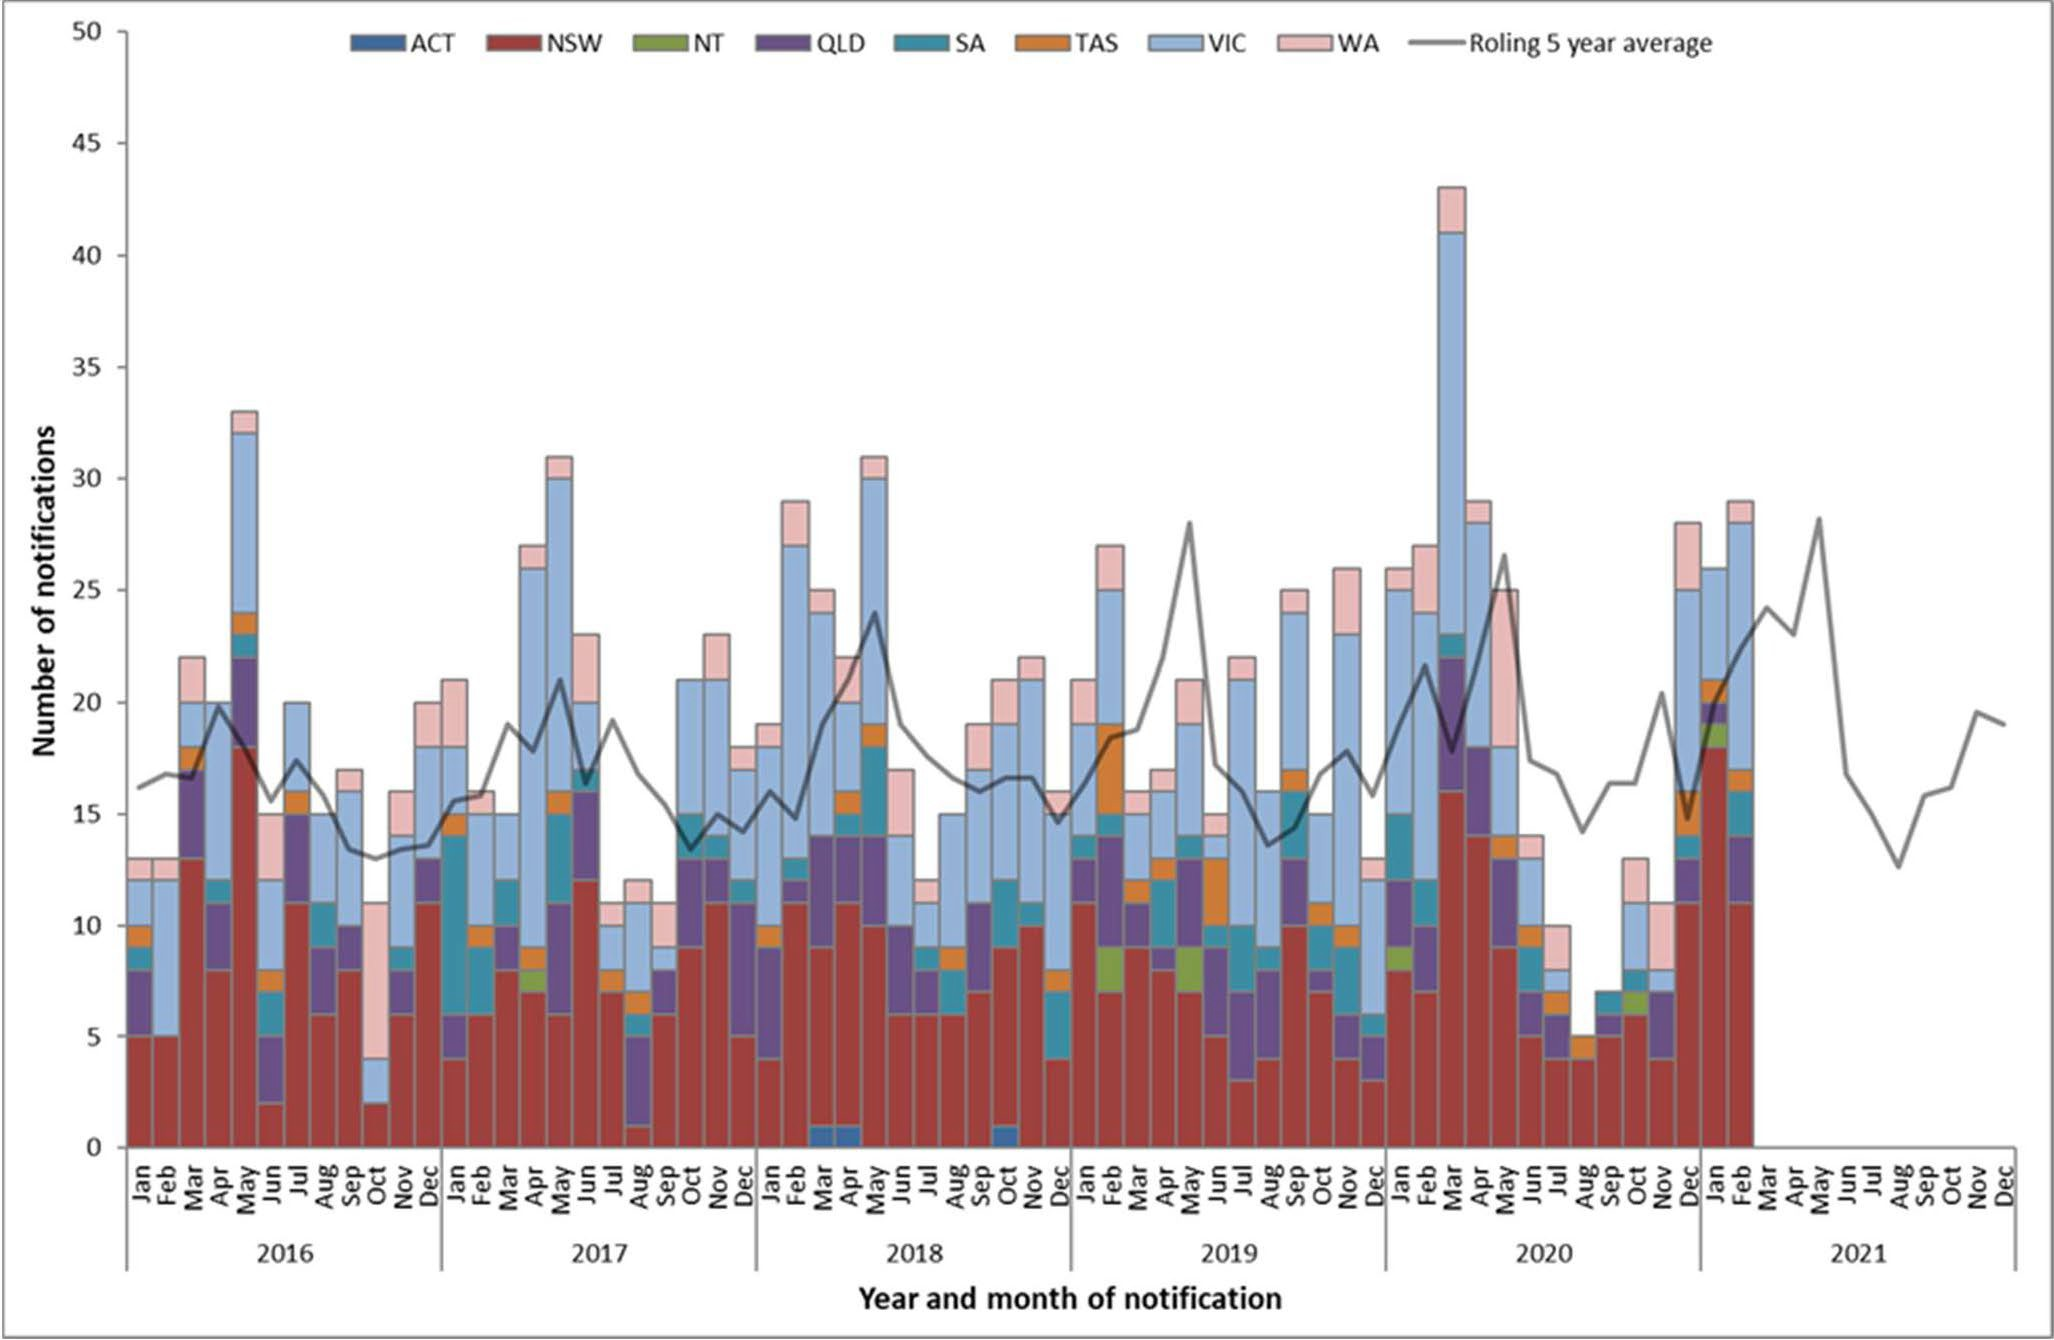 ACT NSW NT QLD SA TAS VIC WA Roling 5 year average
50
45
40
35
30
25
20
15
10
5
0
Number of notifications
Jan Feb Mar Apr May Jun Jul Aug Sep Oct Nov Dec Jan Feb Mar Apr May Jun Jul Aug Sep Oct Nov Dec Jan Feb Mar Apr May Jun Jul Aug Sep Oct Nov Dec Jan Feb Mar Apr May Jun Jul Aug Sep Oct Nov Dec Jan Feb Mar Apr May Jun Jul Aug Sep Oct Nov Dec Jan Feb Mar Apr May Jun Jul Aug Sep Oct Nov Dec
2016 2017 2018 2019 2020 2021
Year and month of notification